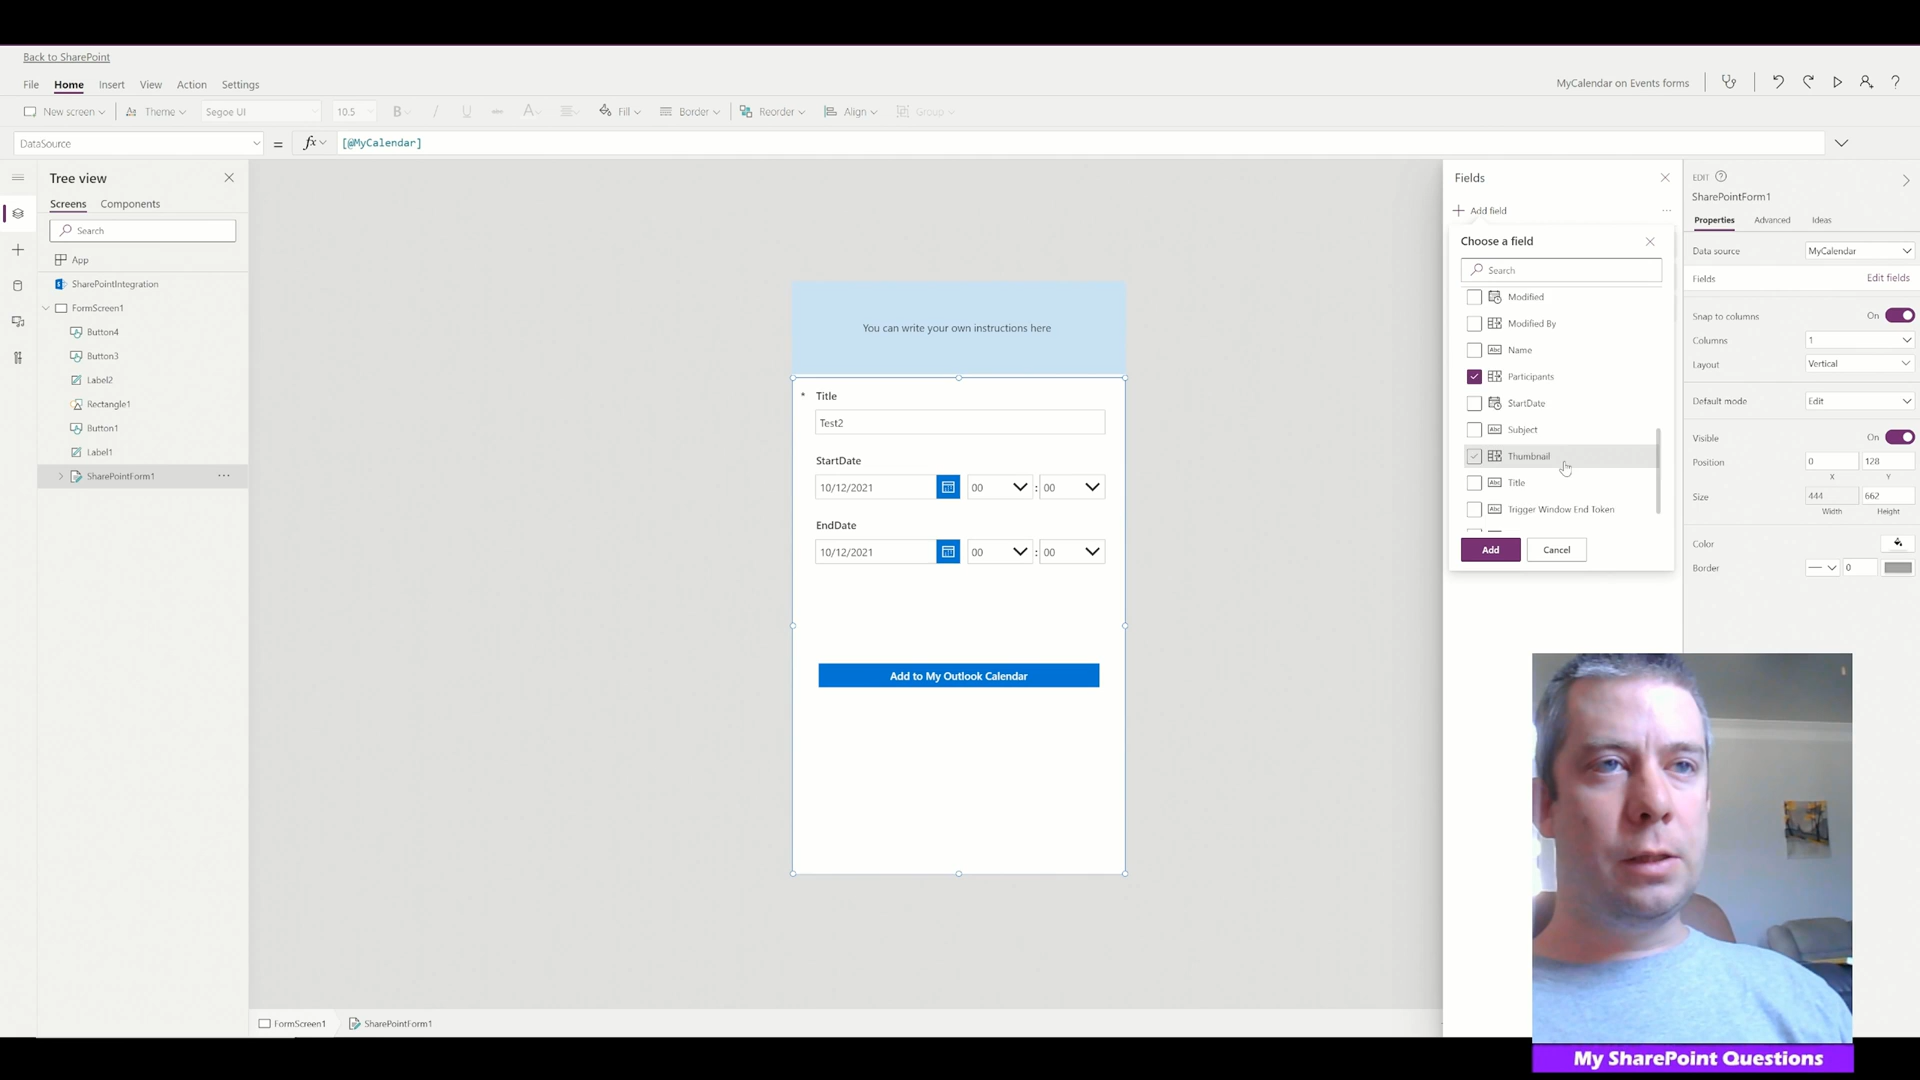 Back to SharePoint
File Home Insert View Action Settings
MyCalendar on Events forms
New screen Theme Segoe UI 10.5 B / U A Fill Border Reorder Align Group
DataSource = fx [@MyCalendar]
Tree view
Screens Components
Search
App
SharePointIntegration
FormScreen1
Button4
Button3
Label2
Rectangle1
Button1
Label1
SharePointForm1
You can write your own instructions here
* Title
Test2
StartDate
10/12/2021 00 : 00
EndDate
10/12/2021 00 : 00
Add to My Outlook Calendar
FormScreen1 SharePointForm1
Fields
Add field
Choose a field
Search
Modified
Modified By
Abc Name
Participants
StartDate
Abc Subject
Thumbnail
Abc Title
Abc Trigger Window End Token
Add Cancel
EDIT
SharePointForm1
Properties Advanced Ideas
Data source MyCalendar
Fields Edit fields
Snap to columns On
Columns 1
Layout Vertical
Default mode Edit
Visible On
Position 0 128
X Y
Size 444 662
Width Height
Color
Border 0
My SharePoint Questions